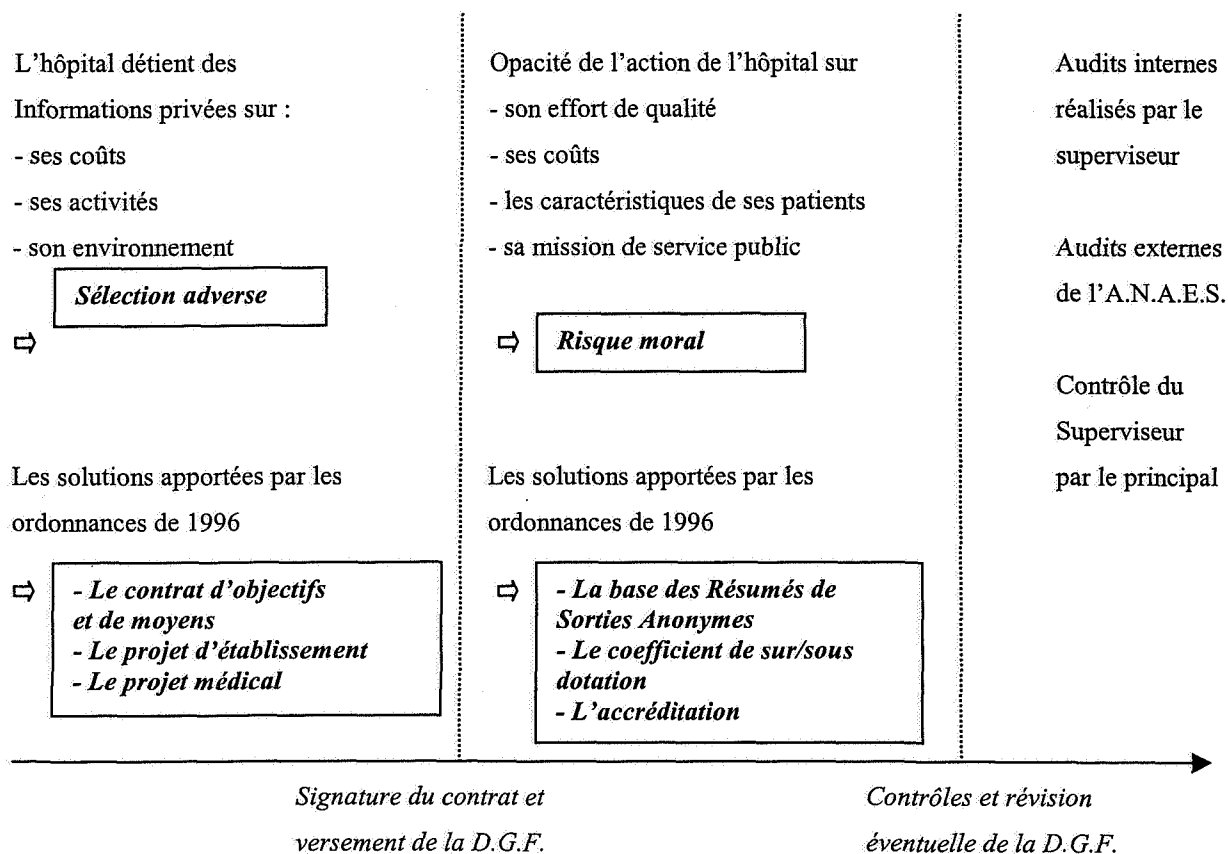 L'hôpital détient des
Informations privées sur :
- ses coûts
- ses activités
- son environnement
Sélection adverse
⇨
Les solutions apportées par les
ordonnances de 1996
⇨
- Le contrat d'objectifs
et de moyens
- Le projet d'établissement
- Le projet médical
Opacité de l'action de l'hôpital sur
- son effort de qualité
- ses coûts
- les caractéristiques de ses patients
- sa mission de service public
⇨
Risque moral
Les solutions apportées par les
ordonnances de 1996
⇨
- La base des Résumés de
Sorties Anonymes
- Le coefficient de sur/sous
dotation
- L'accréditation
Audits internes
réalisés par le
superviseur
Audits externes
de l'A.N.A.E.S.
Contrôle du
Superviseur
par le principal
Signature du contrat et
versement de la D.G.F.
Contrôles et révision
éventuelle de la D.G.F.